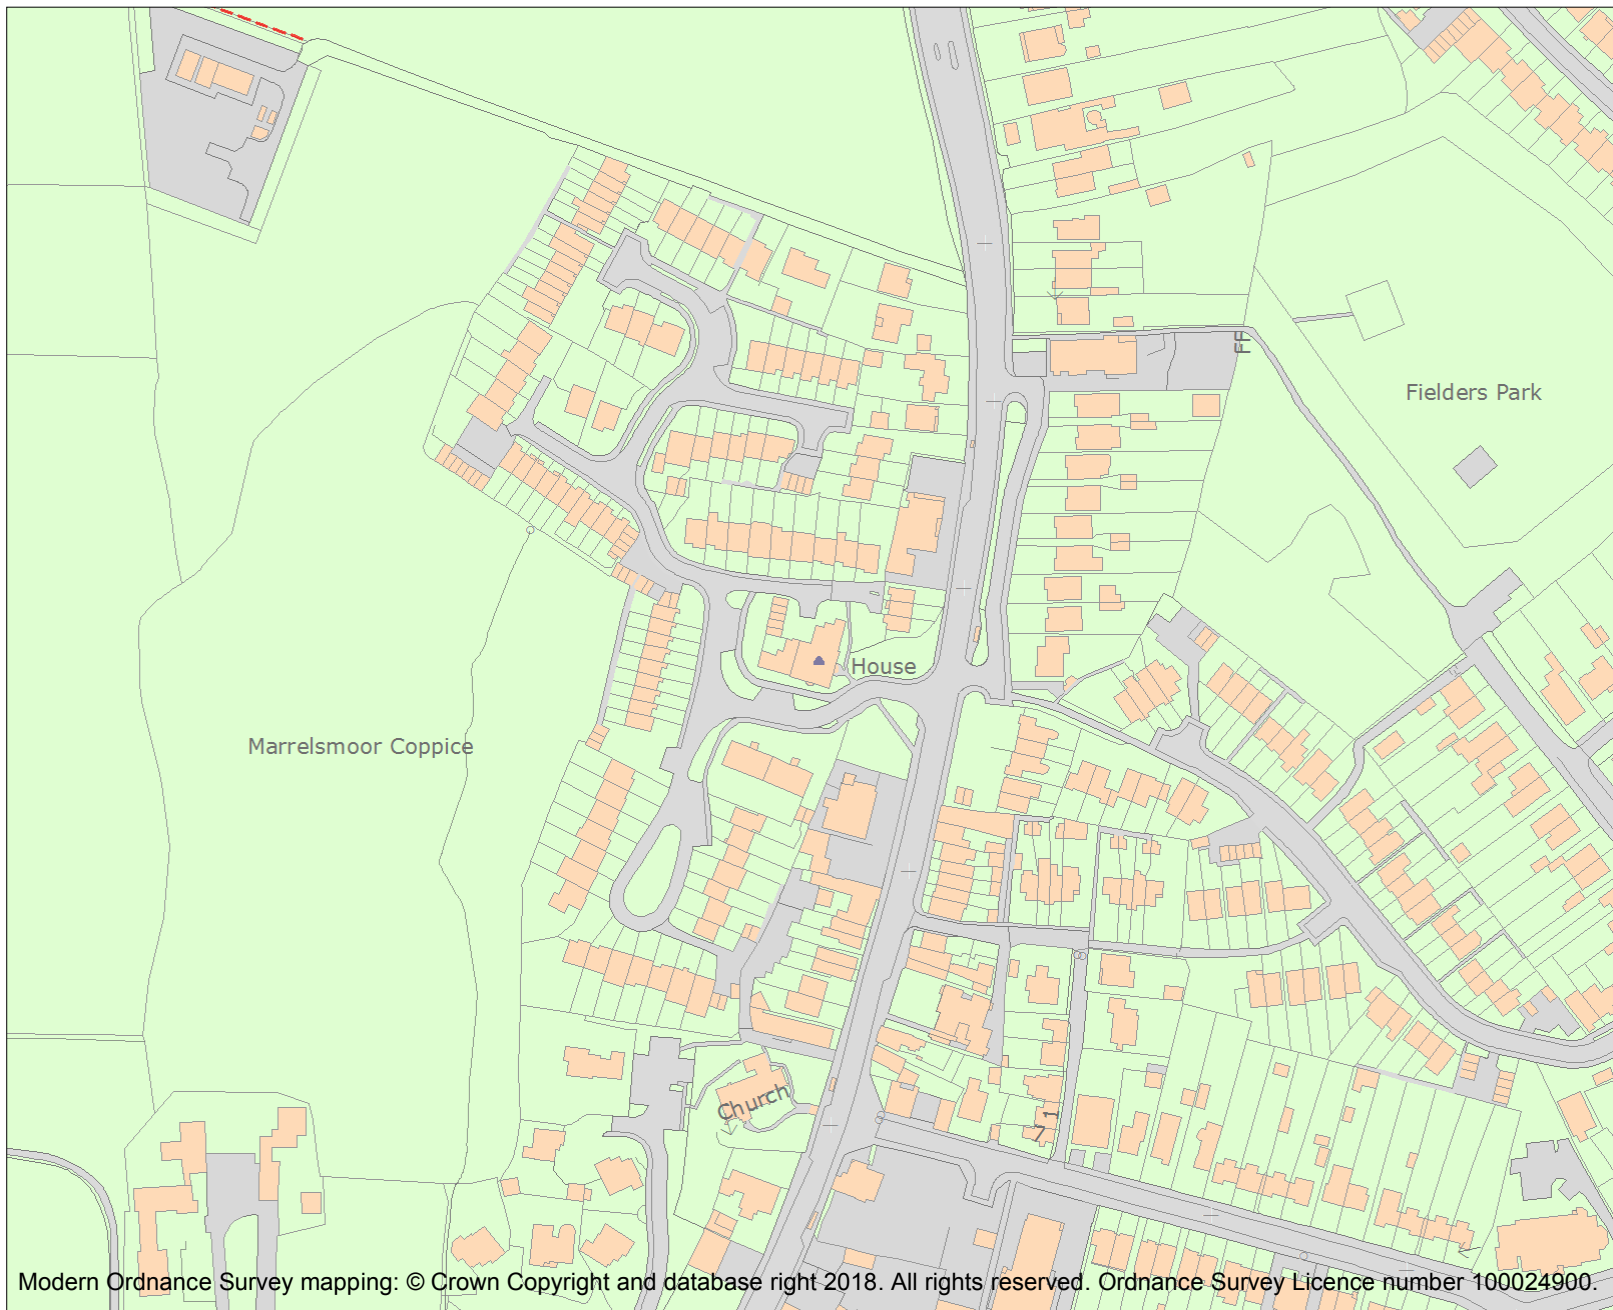 FF
Fielders Park
House
Marrelsmoor Coppice
Church
71
Modern Ordnance Survey mapping: © Crown Copyright and database right 2018. All rights reserved. Ordnance Survey Licence number 100024900.